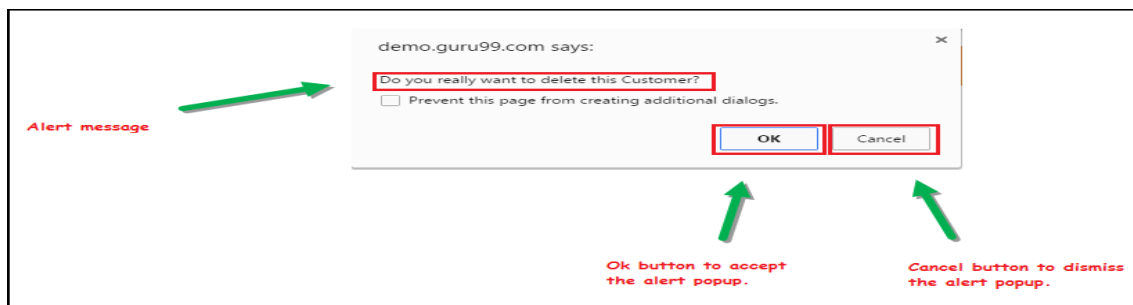 demo.guru99.com says:
×
Do you really want to delete this Customer?
Prevent this page from creating additional dialogs.
Alert message
OK
Cancel
Ok button to accept
the alert popup.
Cancel button to dismiss
the alert popup.